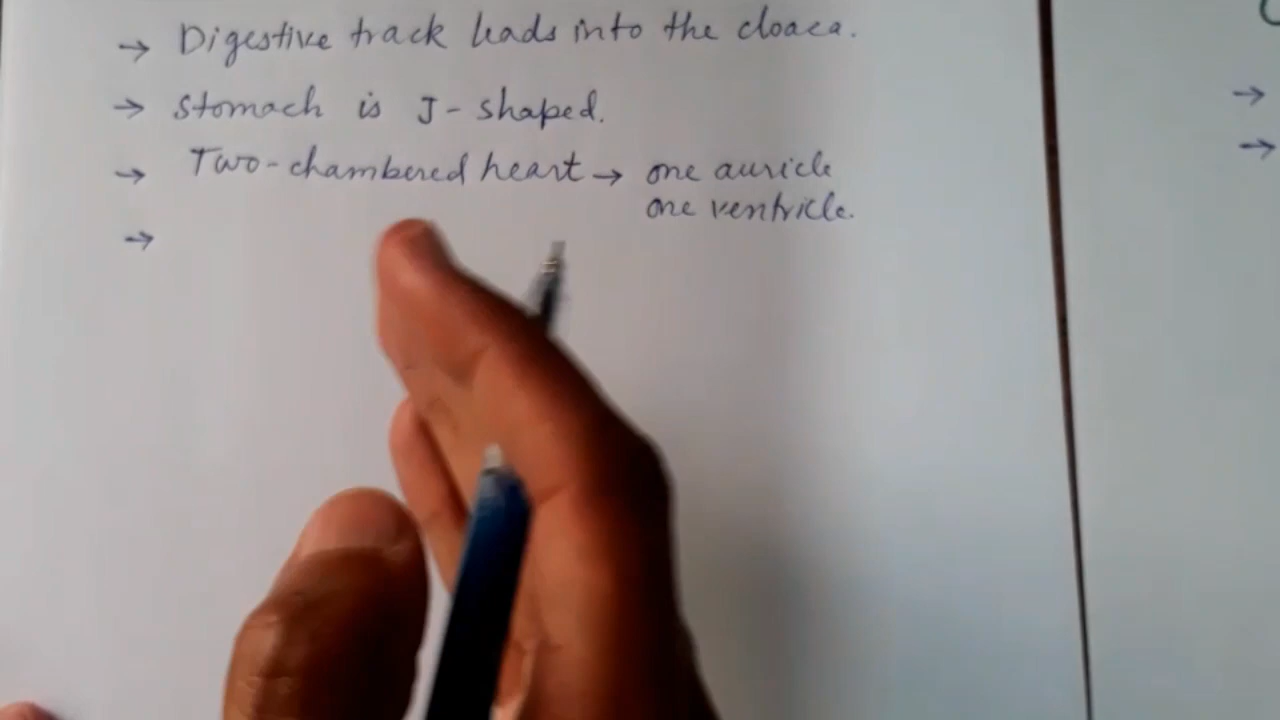 → Digestive track leads into the cloaca.
→ Stomach is J-shaped.
→ Two-chambered heart → one auricle
one ventricle.
→
→
→